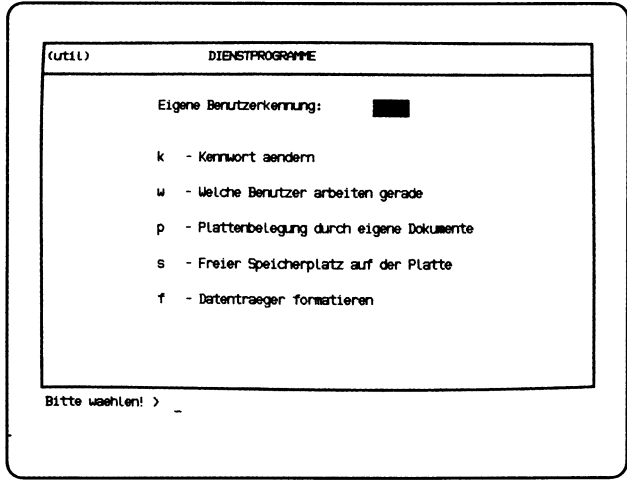 (util) DIENSTPROGRAMME
Eigene Benutzerkennung:
k - Kennwort aendern
w - Welche Benutzer arbeiten gerade
p - Plattenbelegung durch eigene Dokumente
s - Freier Speicherplatz auf der Platte
f - Datentraeger formatieren
Bitte waehlen! > _